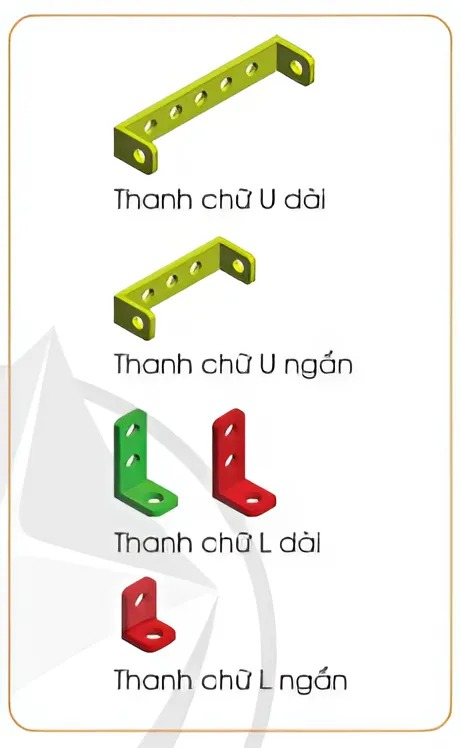 Thanh chữ U dài
Thanh chữ U ngắn
Thanh chữ L dài
Thanh chữ L ngắn